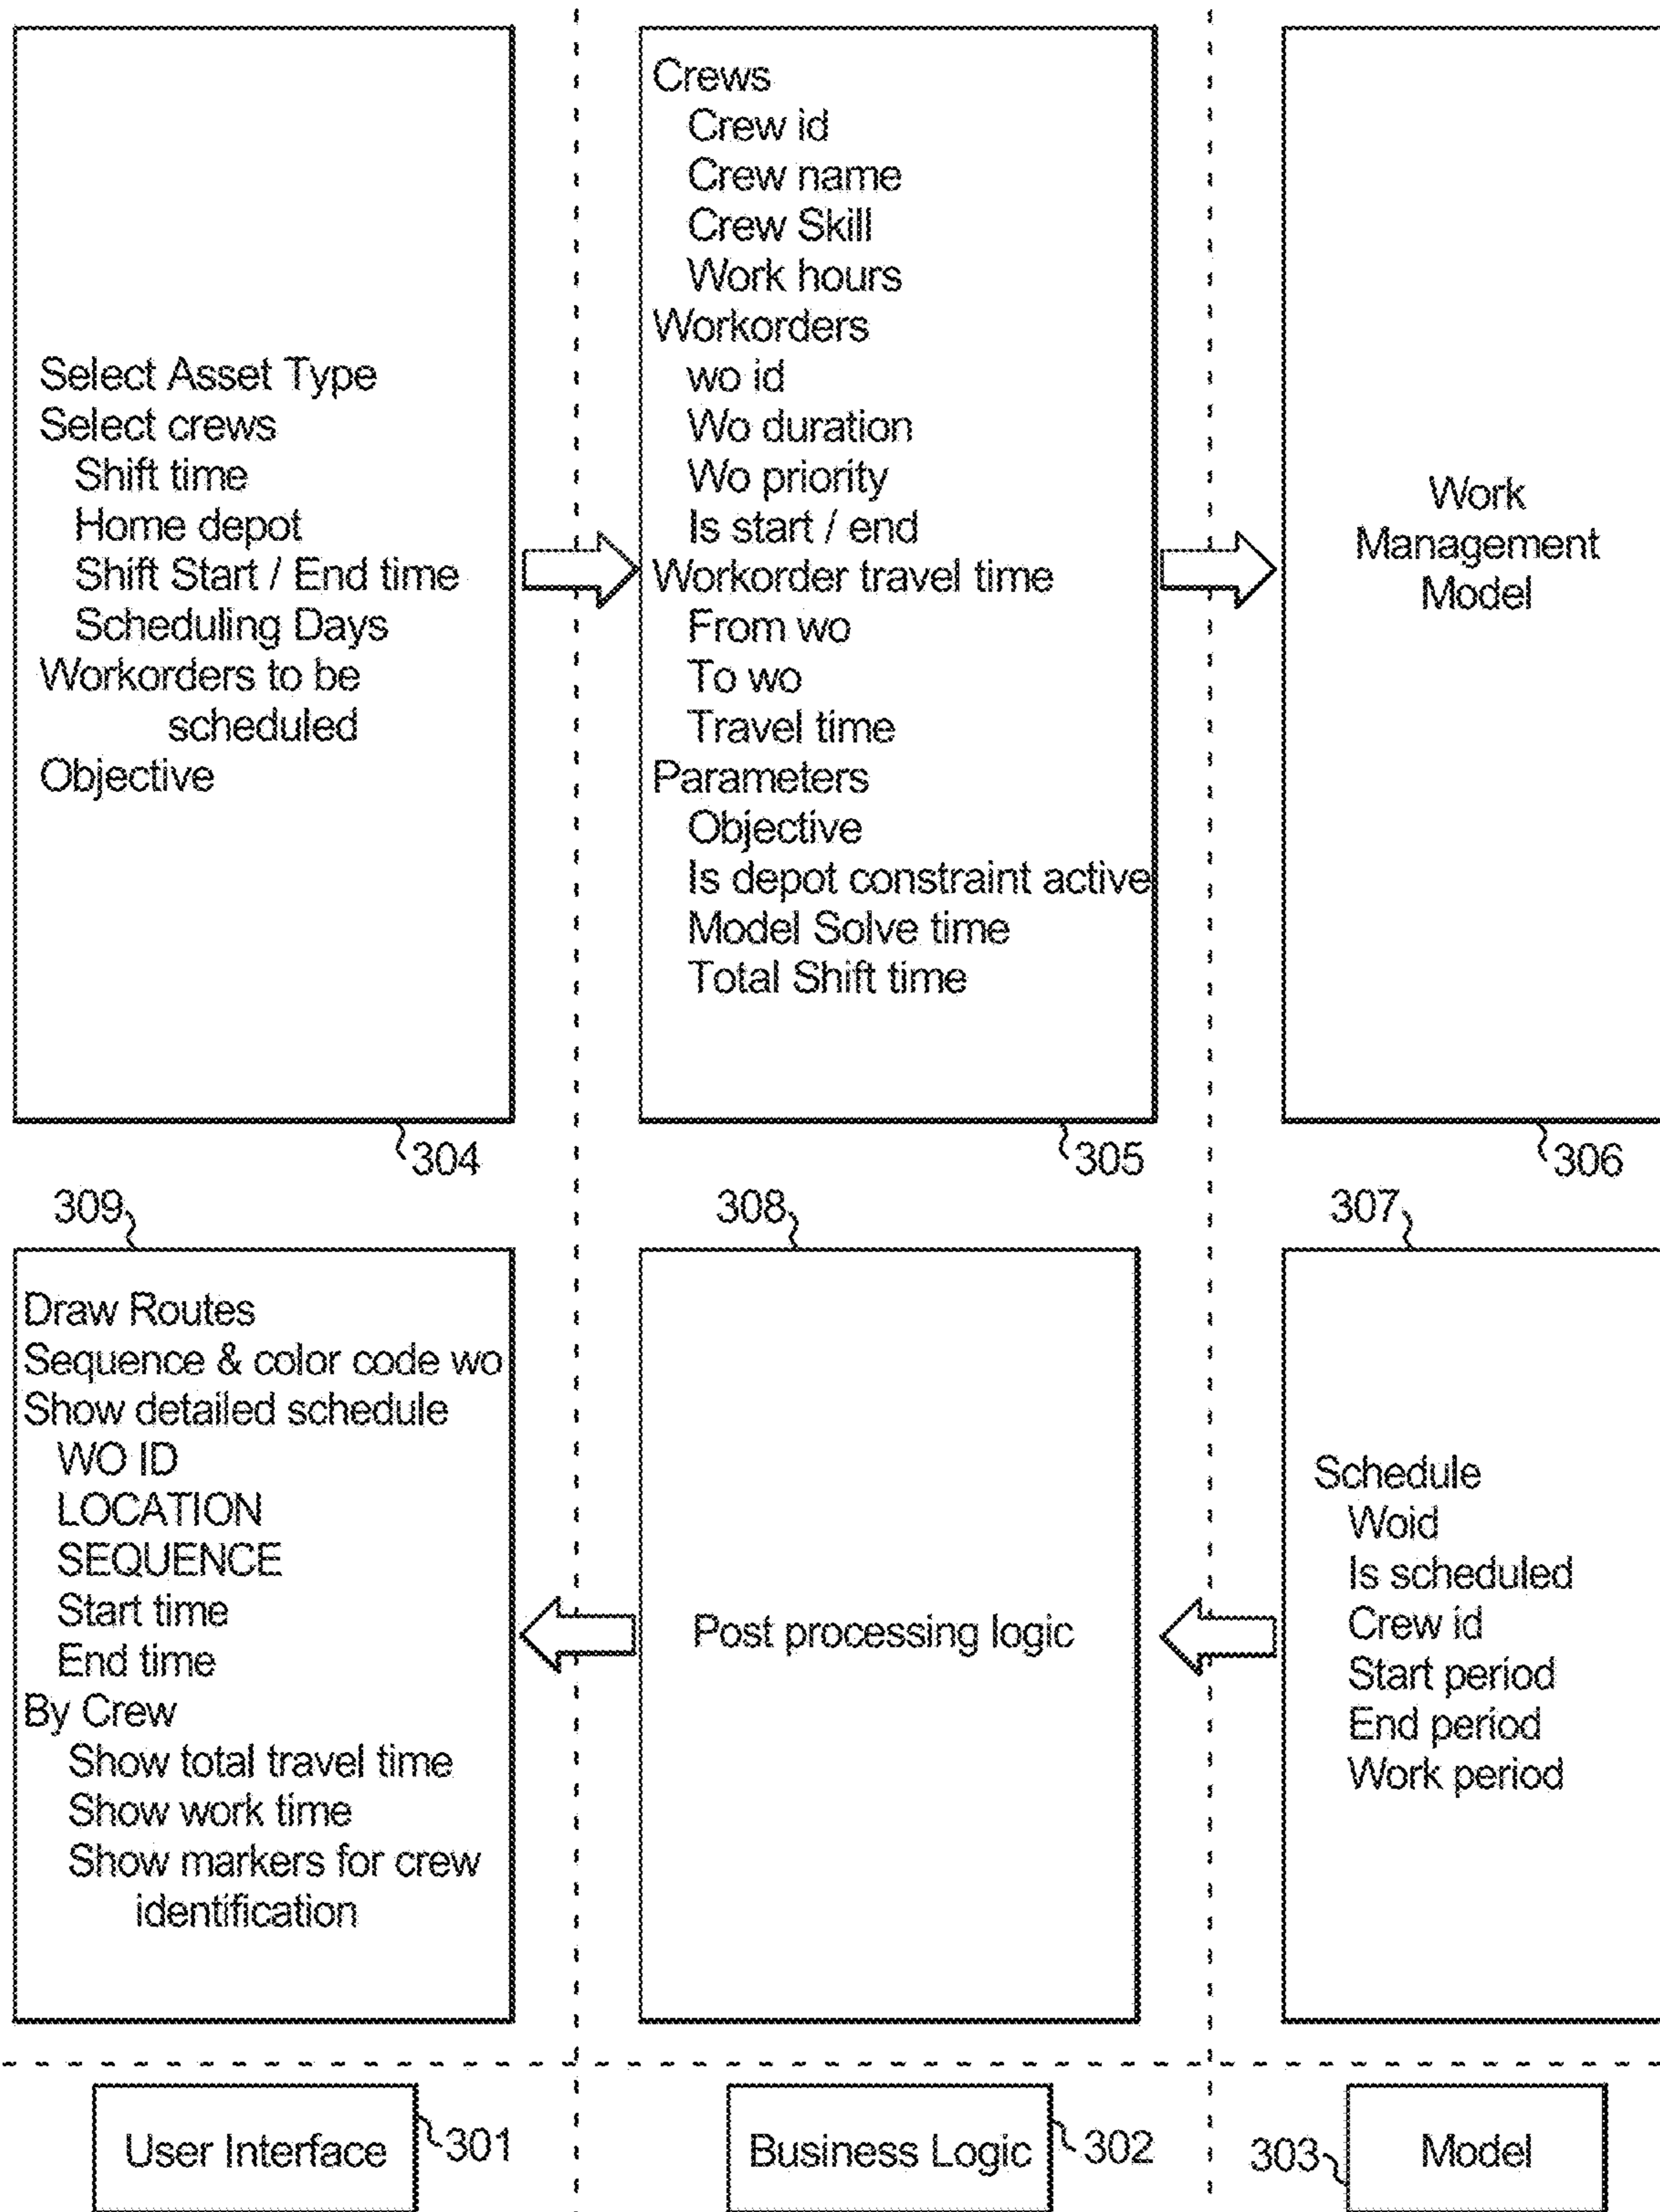 Select Asset Type
Select crews
Shift time
Home depot
Shift Start / End time
Scheduling Days
Workorders to be
scheduled
Objective
304
Crews
Crew id
Crew name
Crew Skill
Work hours
Workorders
wo id
Wo duration
Wo priority
Is start / end
Workorder travel time
From wo
To wo
Travel time
Parameters
Objective
Is depot constraint active
Model Solve time
Total Shift time
305
Work
Management
Model
306
309
Draw Routes
Sequence & color code wo
Show detailed schedule
WO ID
LOCATION
SEQUENCE
Start time
End time
By Crew
Show total travel time
Show work time
Show markers for crew
identification
308
Post processing logic
307
Schedule
Woid
Is scheduled
Crew id
Start period
End period
Work period
User Interface
301
Business Logic
302
303
Model